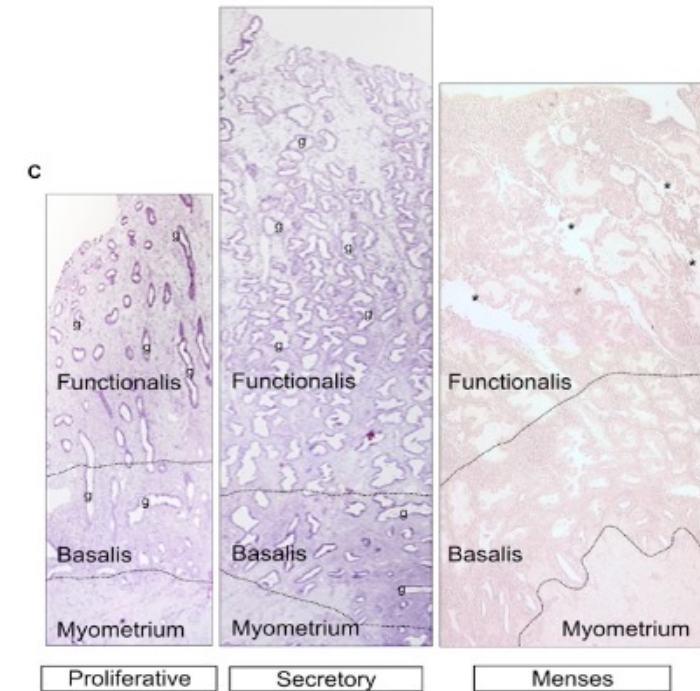 C
g
g
g
g
Functionalis
g
g
Basalis
Myometrium
Proliferative
g
g
g
g
g
Functionalis
g
Basalis
g
Myometrium
Secretory
*
*
*
*
Functionalis
Basalis
Myometrium
Menses